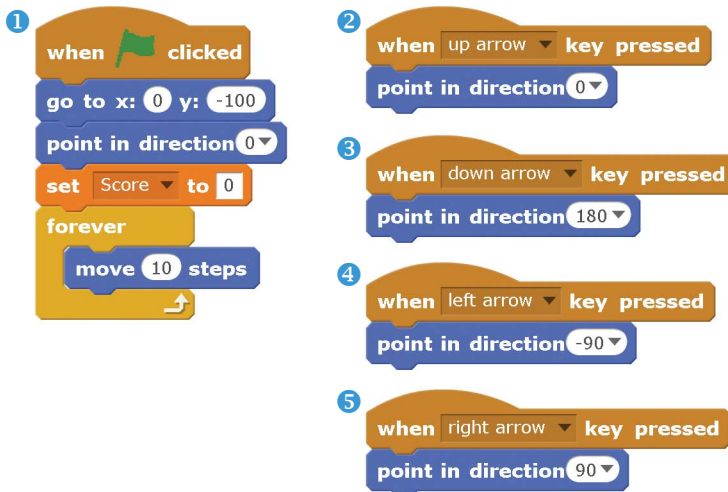 1
when clicked
go to x: 0 y: -100
point in direction 0
set Score to 0
forever
move 10 steps
2
when up arrow key pressed
point in direction 0
3
when down arrow key pressed
point in direction 180
4
when left arrow key pressed
point in direction -90
5
when right arrow key pressed
point in direction 90